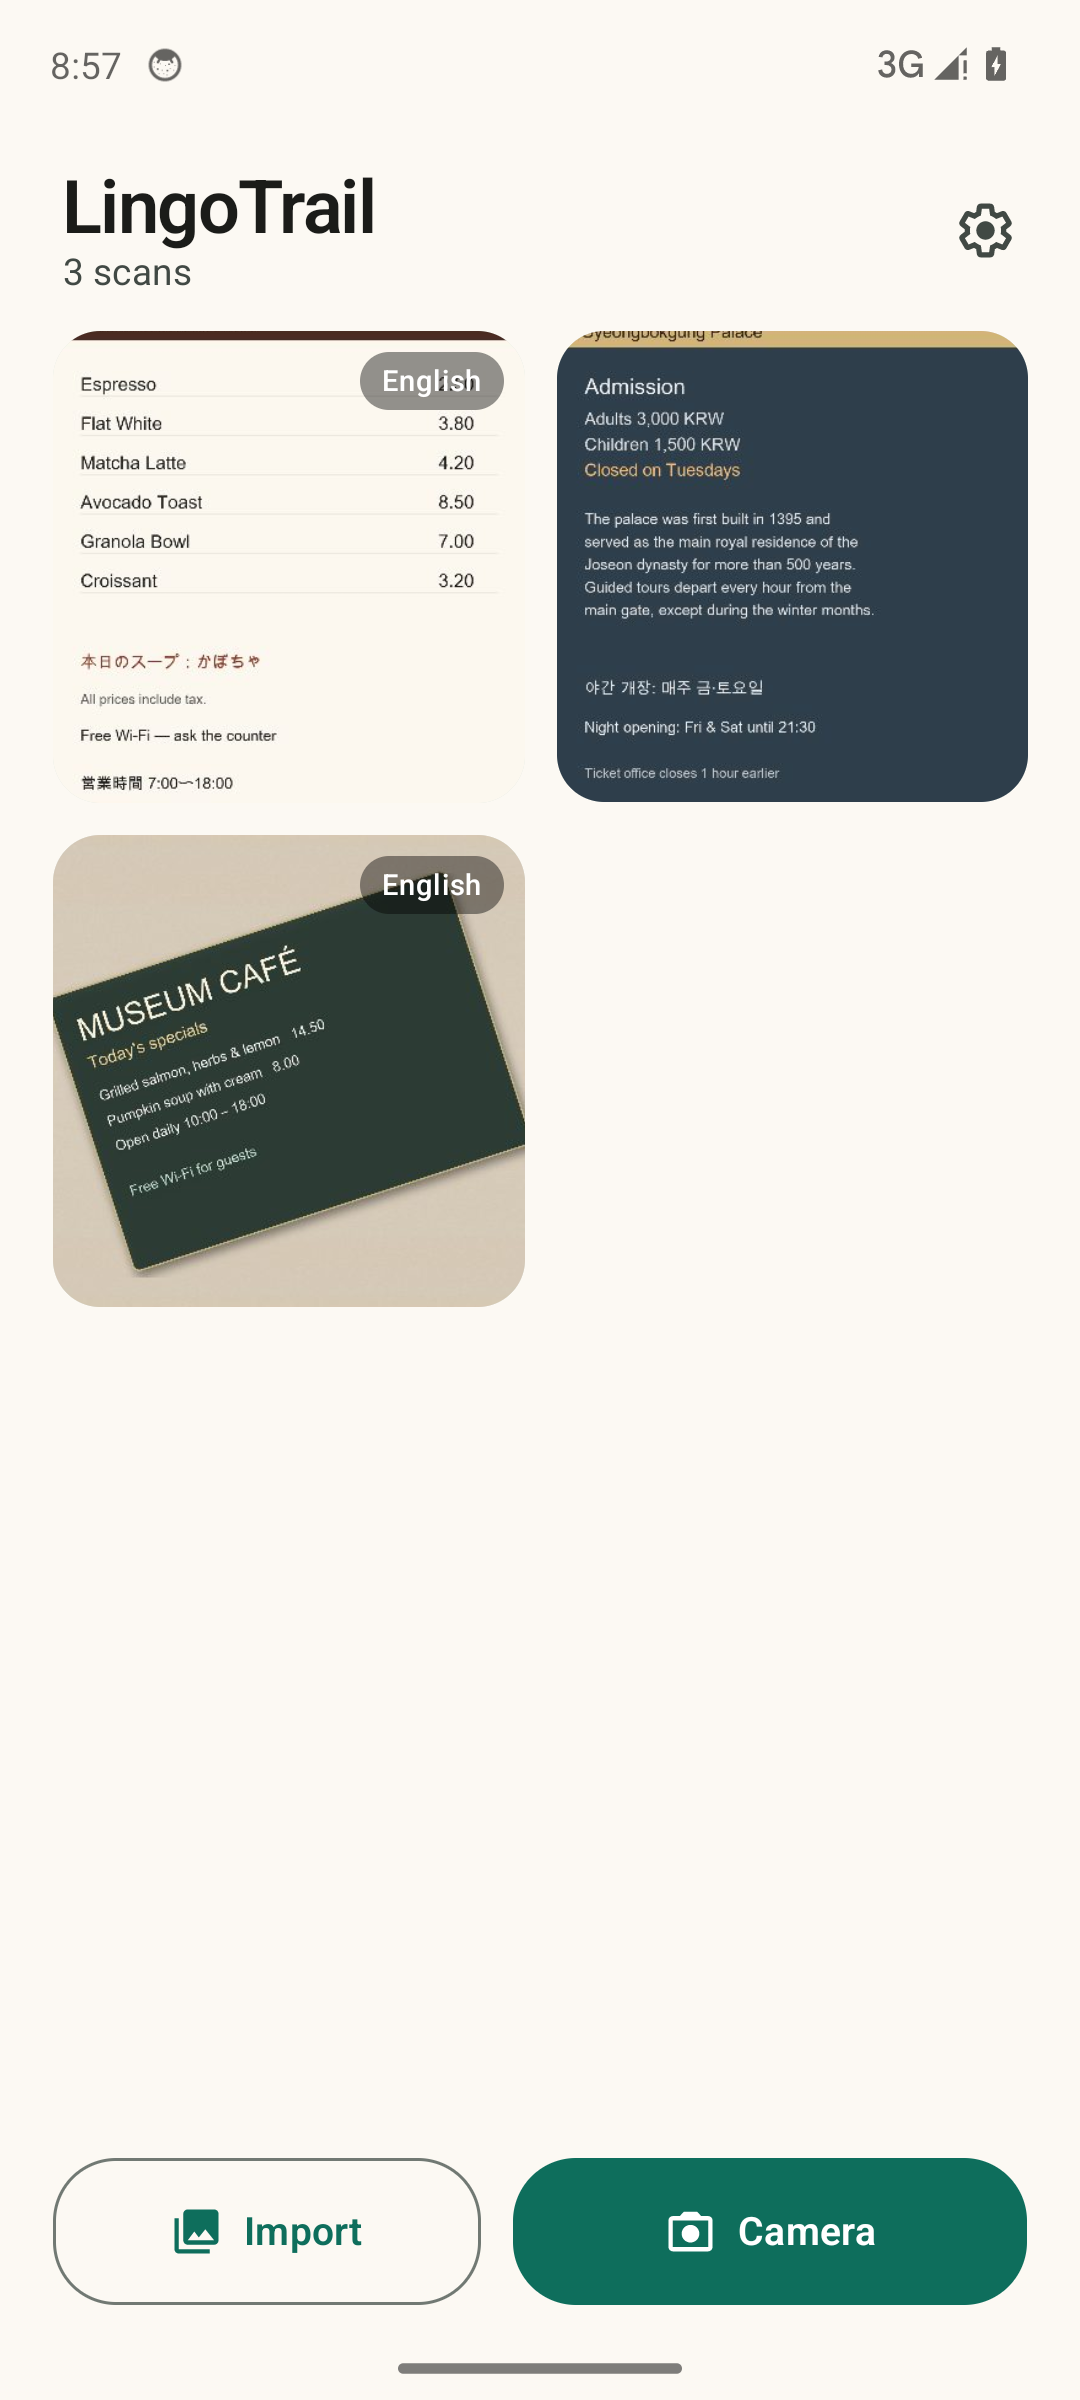 8:57
3G
LingoTrail
3 scans
English
Espresso
Flat White 3.80
Matcha Latte 4.20
Avocado Toast 8.50
Granola Bowl 7.00
Croissant 3.20
本日のスープ：かぼちゃ
All prices include tax.
Free Wi-Fi — ask the counter
営業時間 7:00〜18:00
Gyeongbokgung Palace
Admission
Adults 3,000 KRW
Children 1,500 KRW
Closed on Tuesdays
The palace was first built in 1395 and
served as the main royal residence of the
Joseon dynasty for more than 500 years.
Guided tours depart every hour from the
main gate, except during the winter months.
야간 개장: 매주 금·토요일
Night opening: Fri & Sat until 21:30
Ticket office closes 1 hour earlier
English
MUSEUM CAFÉ
Today's specials
Grilled salmon, herbs & lemon 14.50
Pumpkin soup with cream 8.00
Open daily 10:00 – 18:00
Free Wi-Fi for guests
Import
Camera